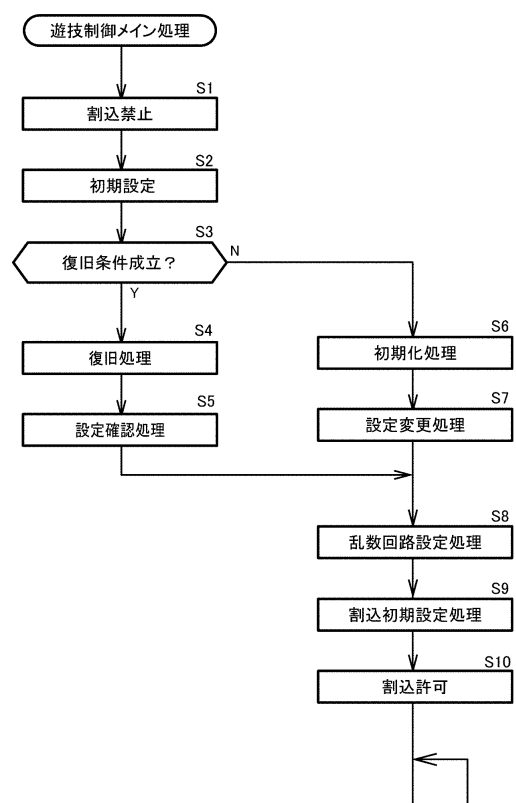 遊技制御メイン処理
S1
割込禁止
S2
初期設定
S3
復旧条件成立？
N
Y
S4
復旧処理
S5
設定確認処理
S6
初期化処理
S7
設定変更処理
S8
乱数回路設定処理
S9
割込初期設定処理
S10
割込許可